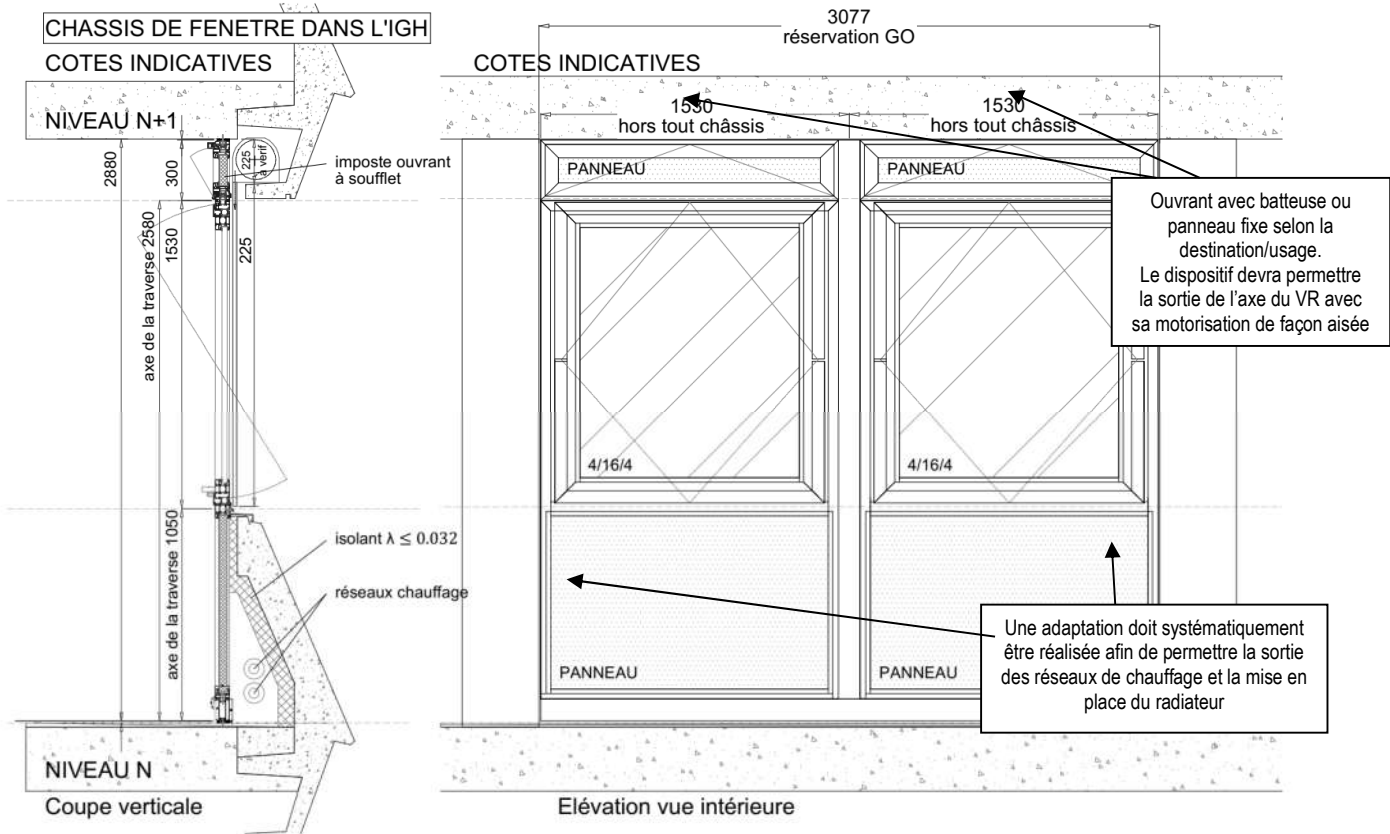 CHASSIS DE FENETRE DANS L'IGH
COTES INDICATIVES
NIVEAU N+1
2880
300
225
à verif
imposte ouvrant
à soufflet
axe de la traverse 2580
1530
225
axe de la traverse 1050
isolant λ ≤ 0.032
réseaux chauffage
NIVEAU N
Coupe verticale
3077
réservation GO
COTES INDICATIVES
1530
hors tout châssis
1530
hors tout châssis
PANNEAU
PANNEAU
Ouvrant avec batteuse ou
panneau fixe selon la
destination/usage.
Le dispositif devra permettre
la sortie de l'axe du VR avec
sa motorisation de façon aisée
4/16/4
4/16/4
PANNEAU
PANNEAU
Une adaptation doit systématiquement
être réalisée afin de permettre la sortie
des réseaux de chauffage et la mise en
place du radiateur
Elévation vue intérieure